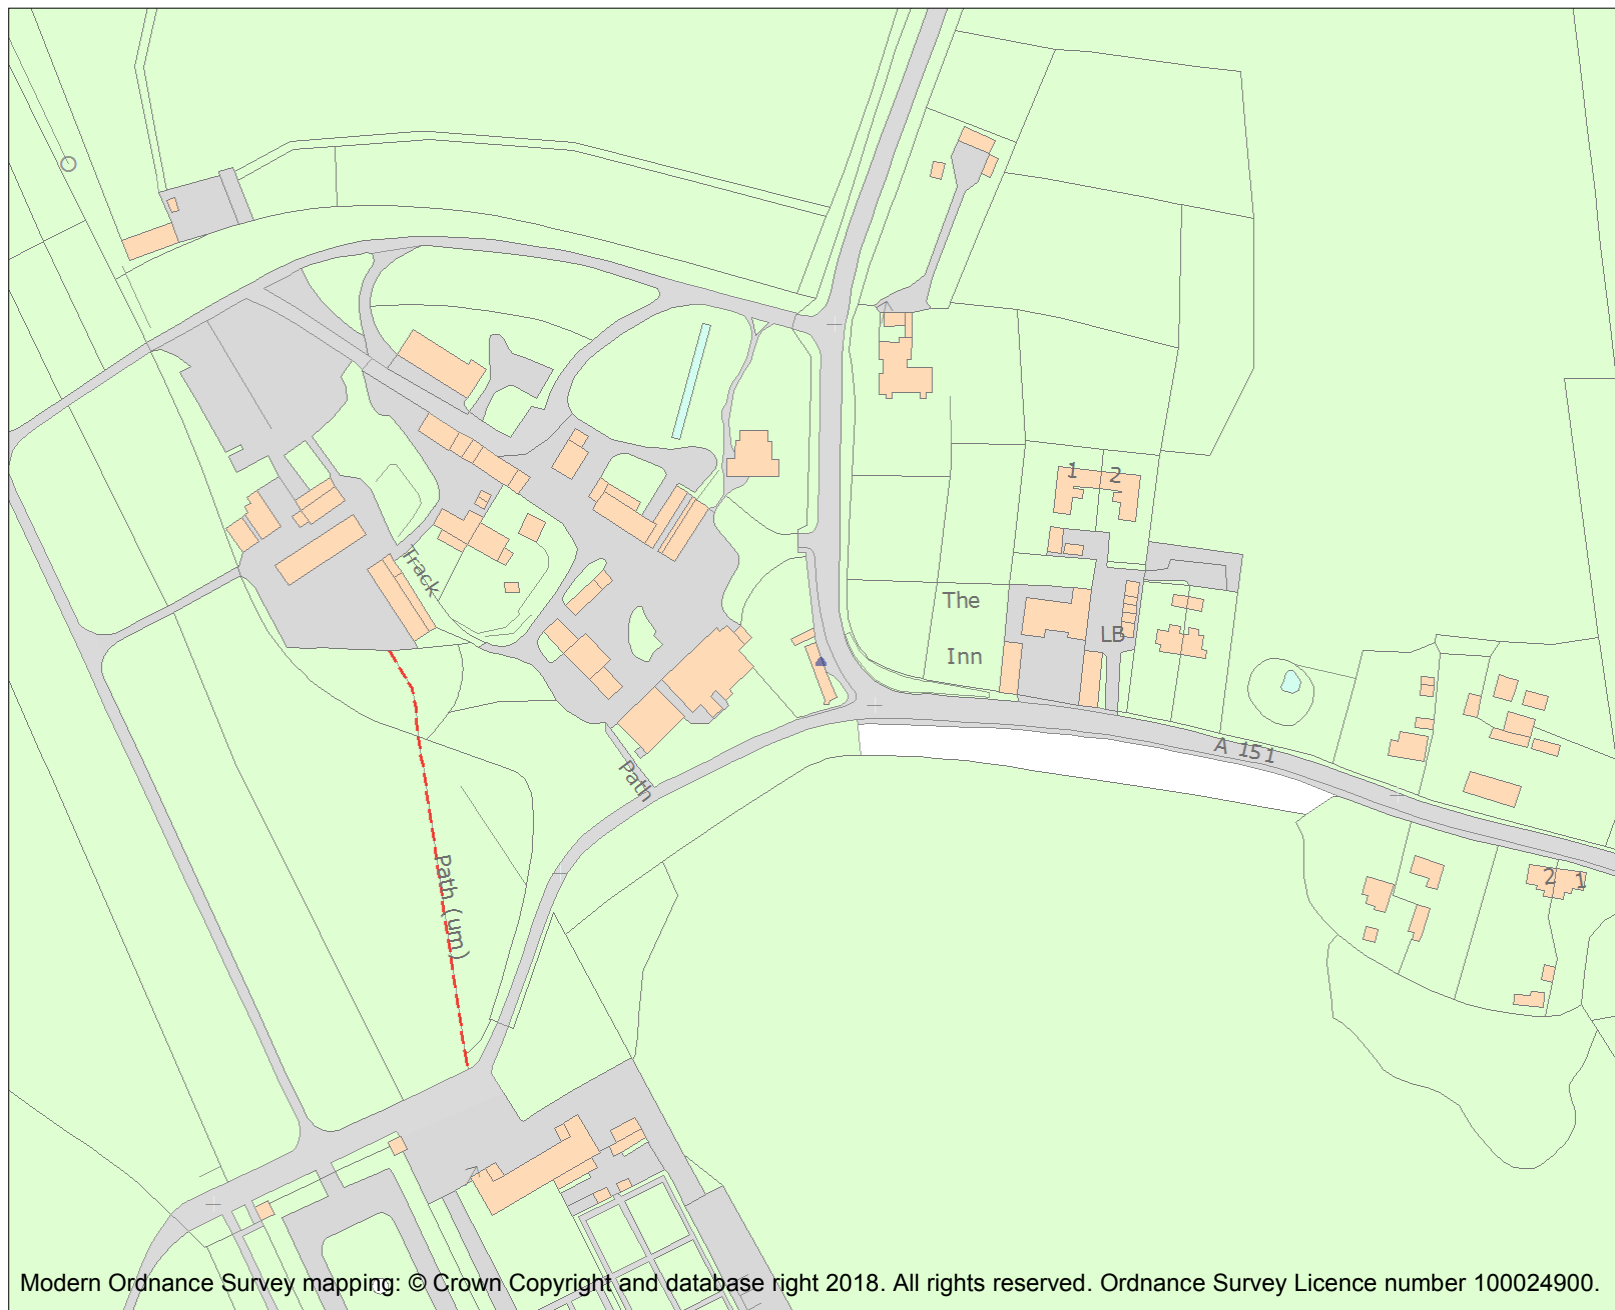 1
2
Track
The
Inn
LB
A 151
Path
Path (um)
2
1
Modern Ordnance Survey mapping: © Crown Copyright and database right 2018. All rights reserved. Ordnance Survey Licence number 100024900.